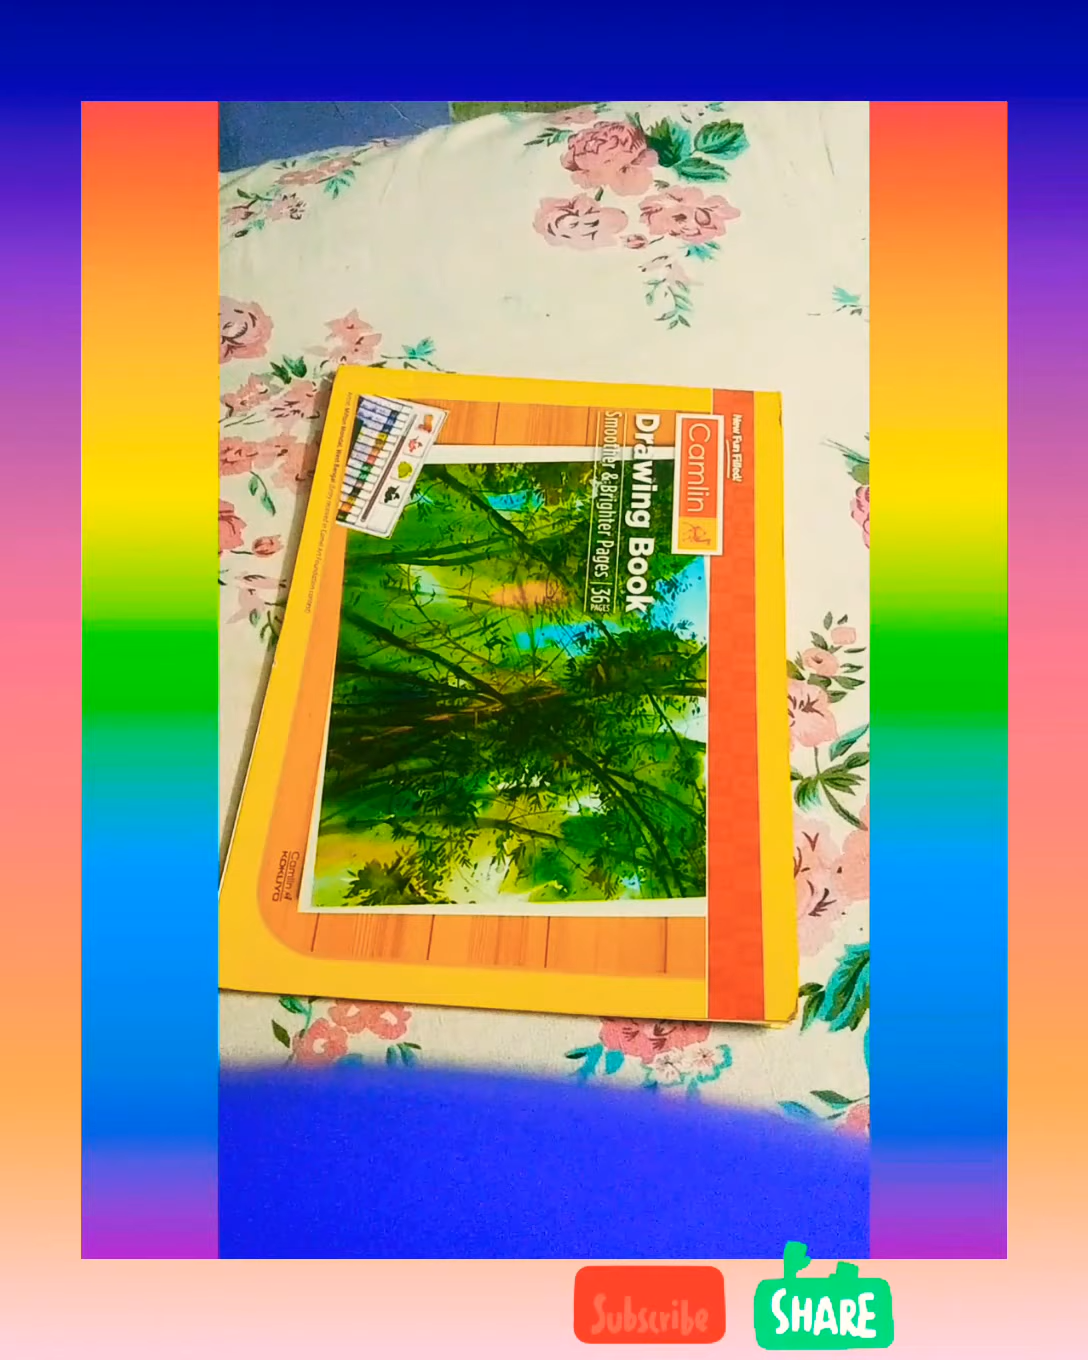 New Fun Filled!
Camlin
Drawing Book
Smoother & Brighter Pages | 36
PAGES
Camlin
KOKUYO
Subscribe
SHARE